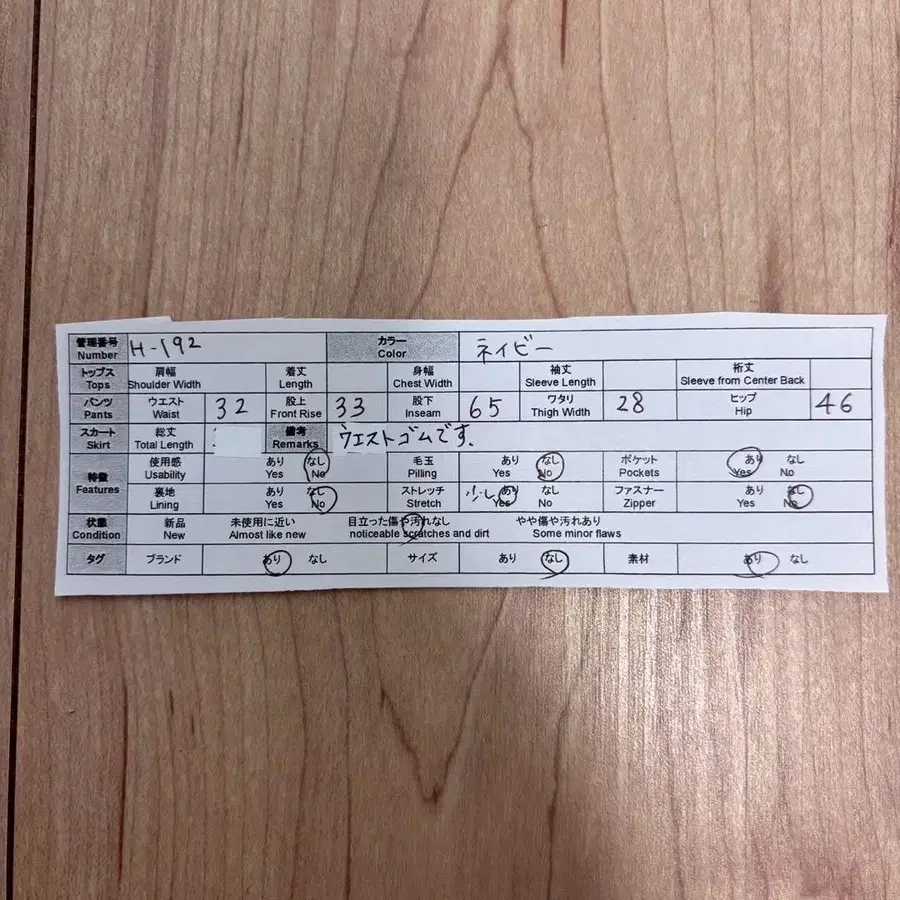 管理番号 H-192 カラー ネイビー
Number Color
トップス 肩幅 着丈 身幅 袖丈 裄丈
Tops Shoulder Width Length Chest Width Sleeve Length Sleeve from Center Back
パンツ ウエスト 32 股上 33 股下 65 ワタリ 28 ヒップ 46
Pants Waist Front Rise Inseam Thigh Width Hip
スカート 総丈 備考 ウエストゴムです.
Skirt Total Length Remarks
特徴 使用感 あり なし 毛玉 あり なし ポケット あり なし
Features Usability Yes No Pilling Yes No Pockets Yes No
裏地 あり なし ストレッチ 少し あり なし ファスナー あり なし
Lining Yes No Stretch Yes No Zipper Yes No
状態 新品 未使用に近い 目立った傷や汚れなし やや傷や汚れあり
Condition New Almost like new noticeable scratches and dirt Some minor flaws
タグ ブランド あり なし サイズ あり なし 素材 あり なし